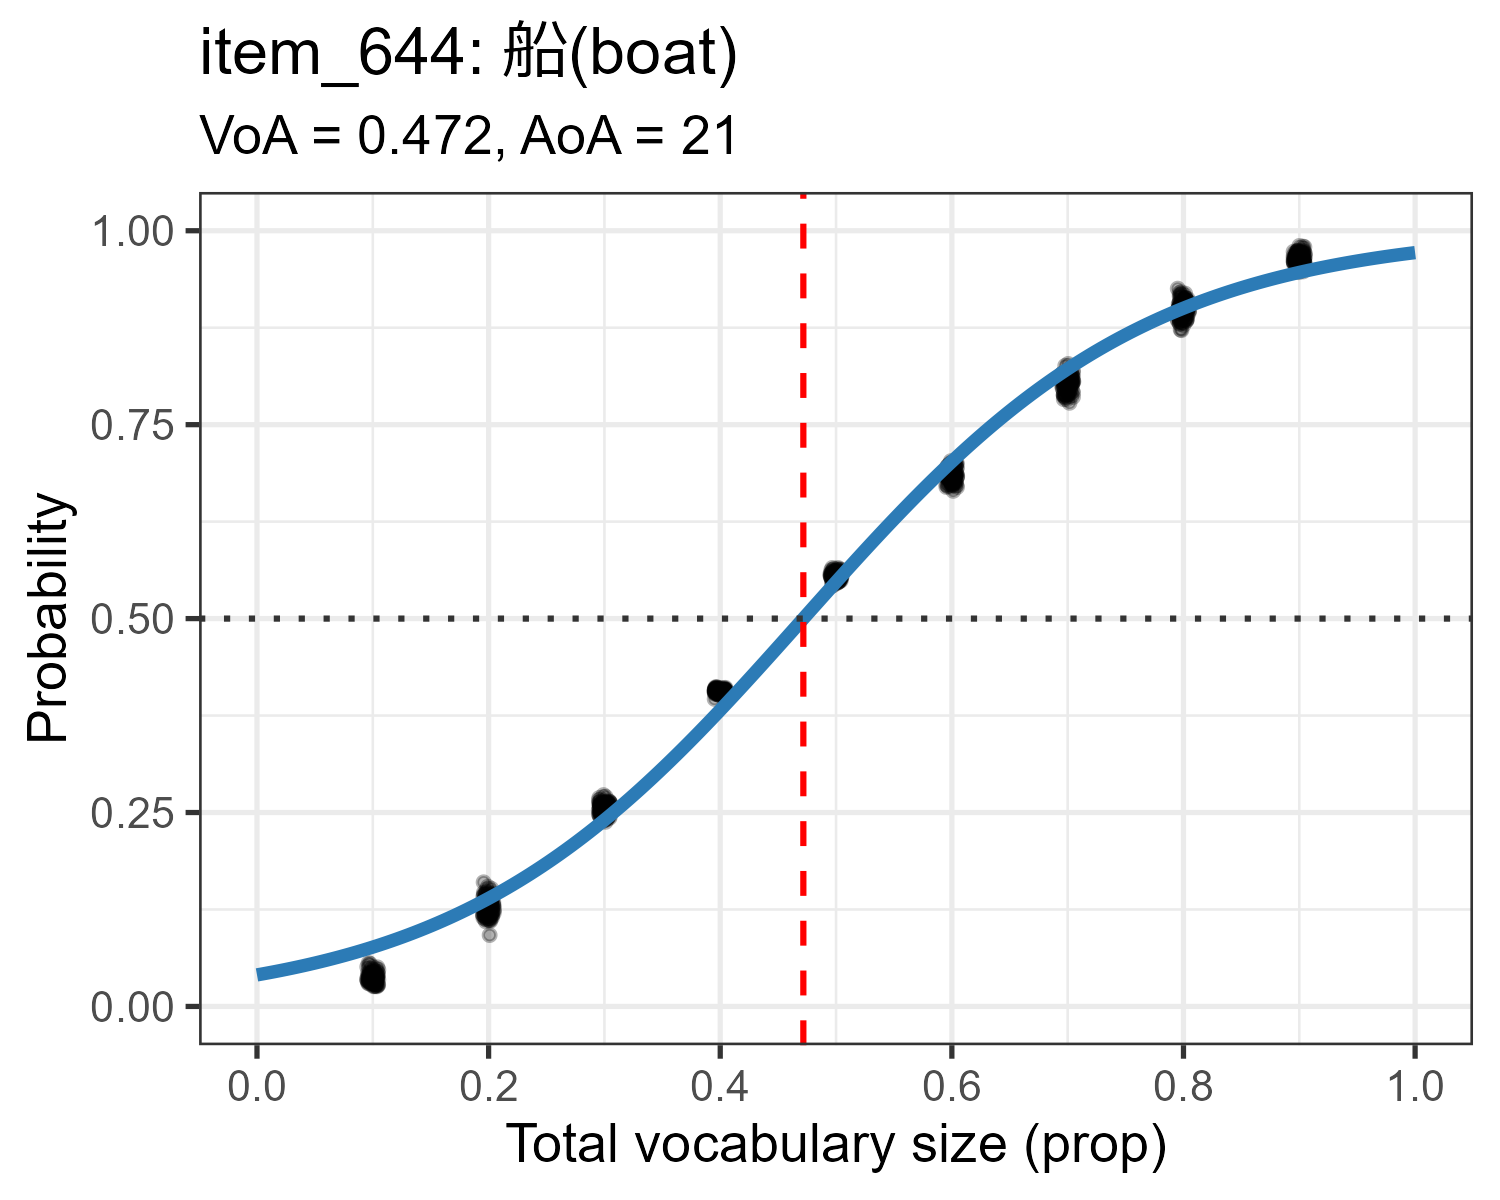 item_644: 船(boat)
VoA = 0.472, AoA = 21
1.00
0.75
0.50
0.25
0.00
Probability
0.0 0.2 0.4 0.6 0.8 1.0
Total vocabulary size (prop)